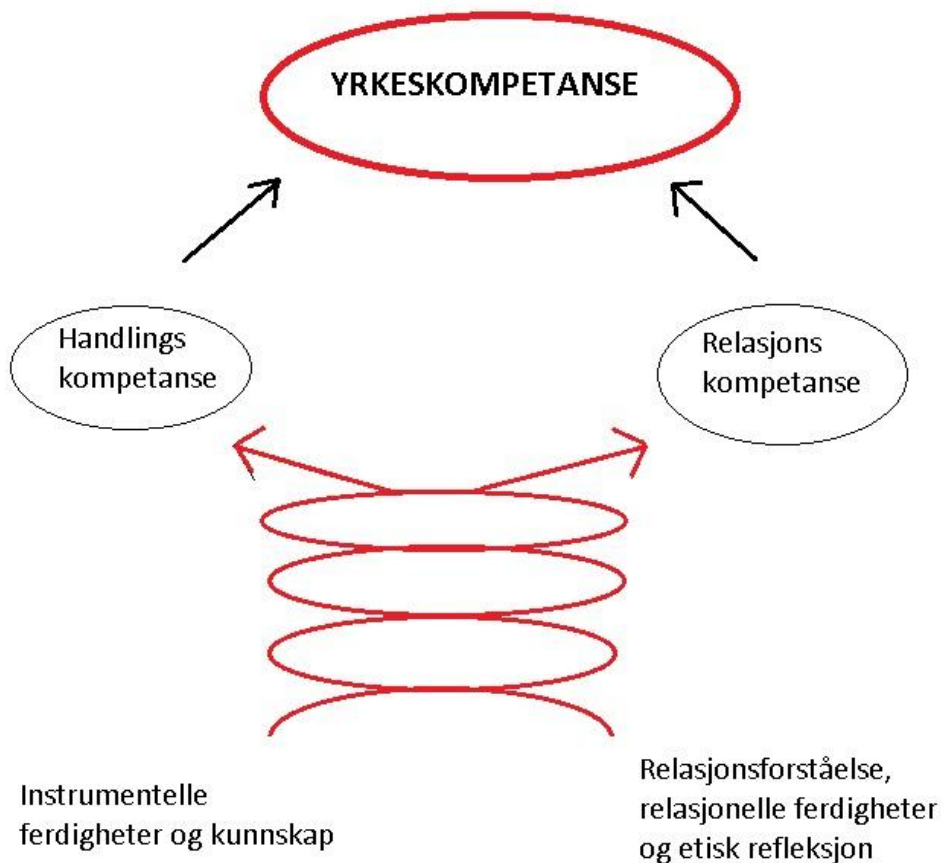 YRKESKOMPETANSE
Handlings
kompetanse
Relasjons
kompetanse
Instrumentelle
ferdigheter og kunnskap
Relasjonsforståelse,
relasjonelle ferdigheter
og etisk refleksjon